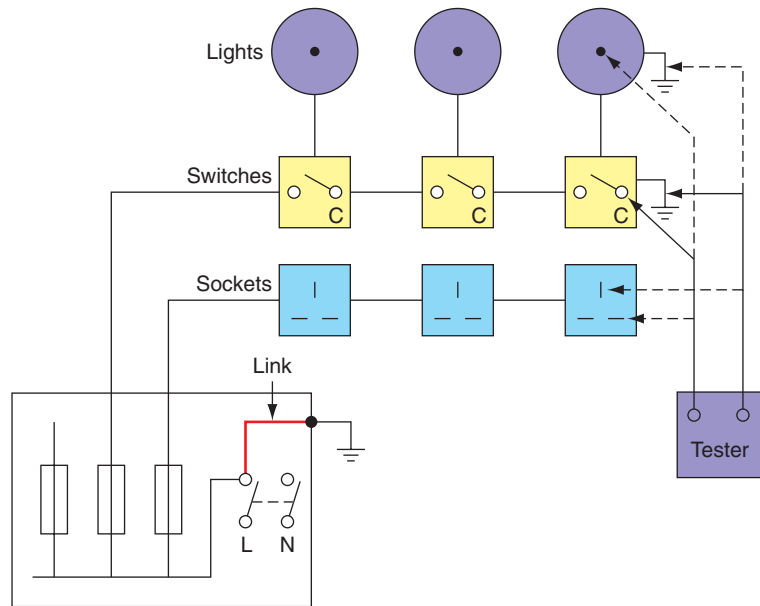 Lights
Switches
C
C
C
Sockets
Link
Tester
L
N